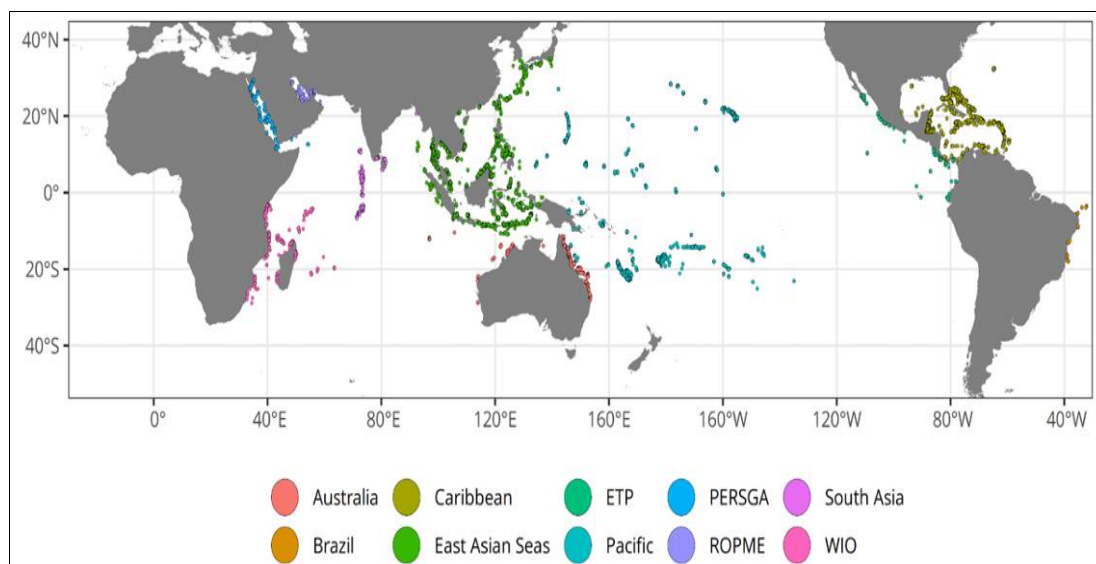 40°N
20°N
0°
20°S
40°S
0° 40°E 80°E 120°E 160°E 160°W 120°W 80°W 40°W
Australia Caribbean ETP PERSGA South Asia
Brazil East Asian Seas Pacific ROPME WIO